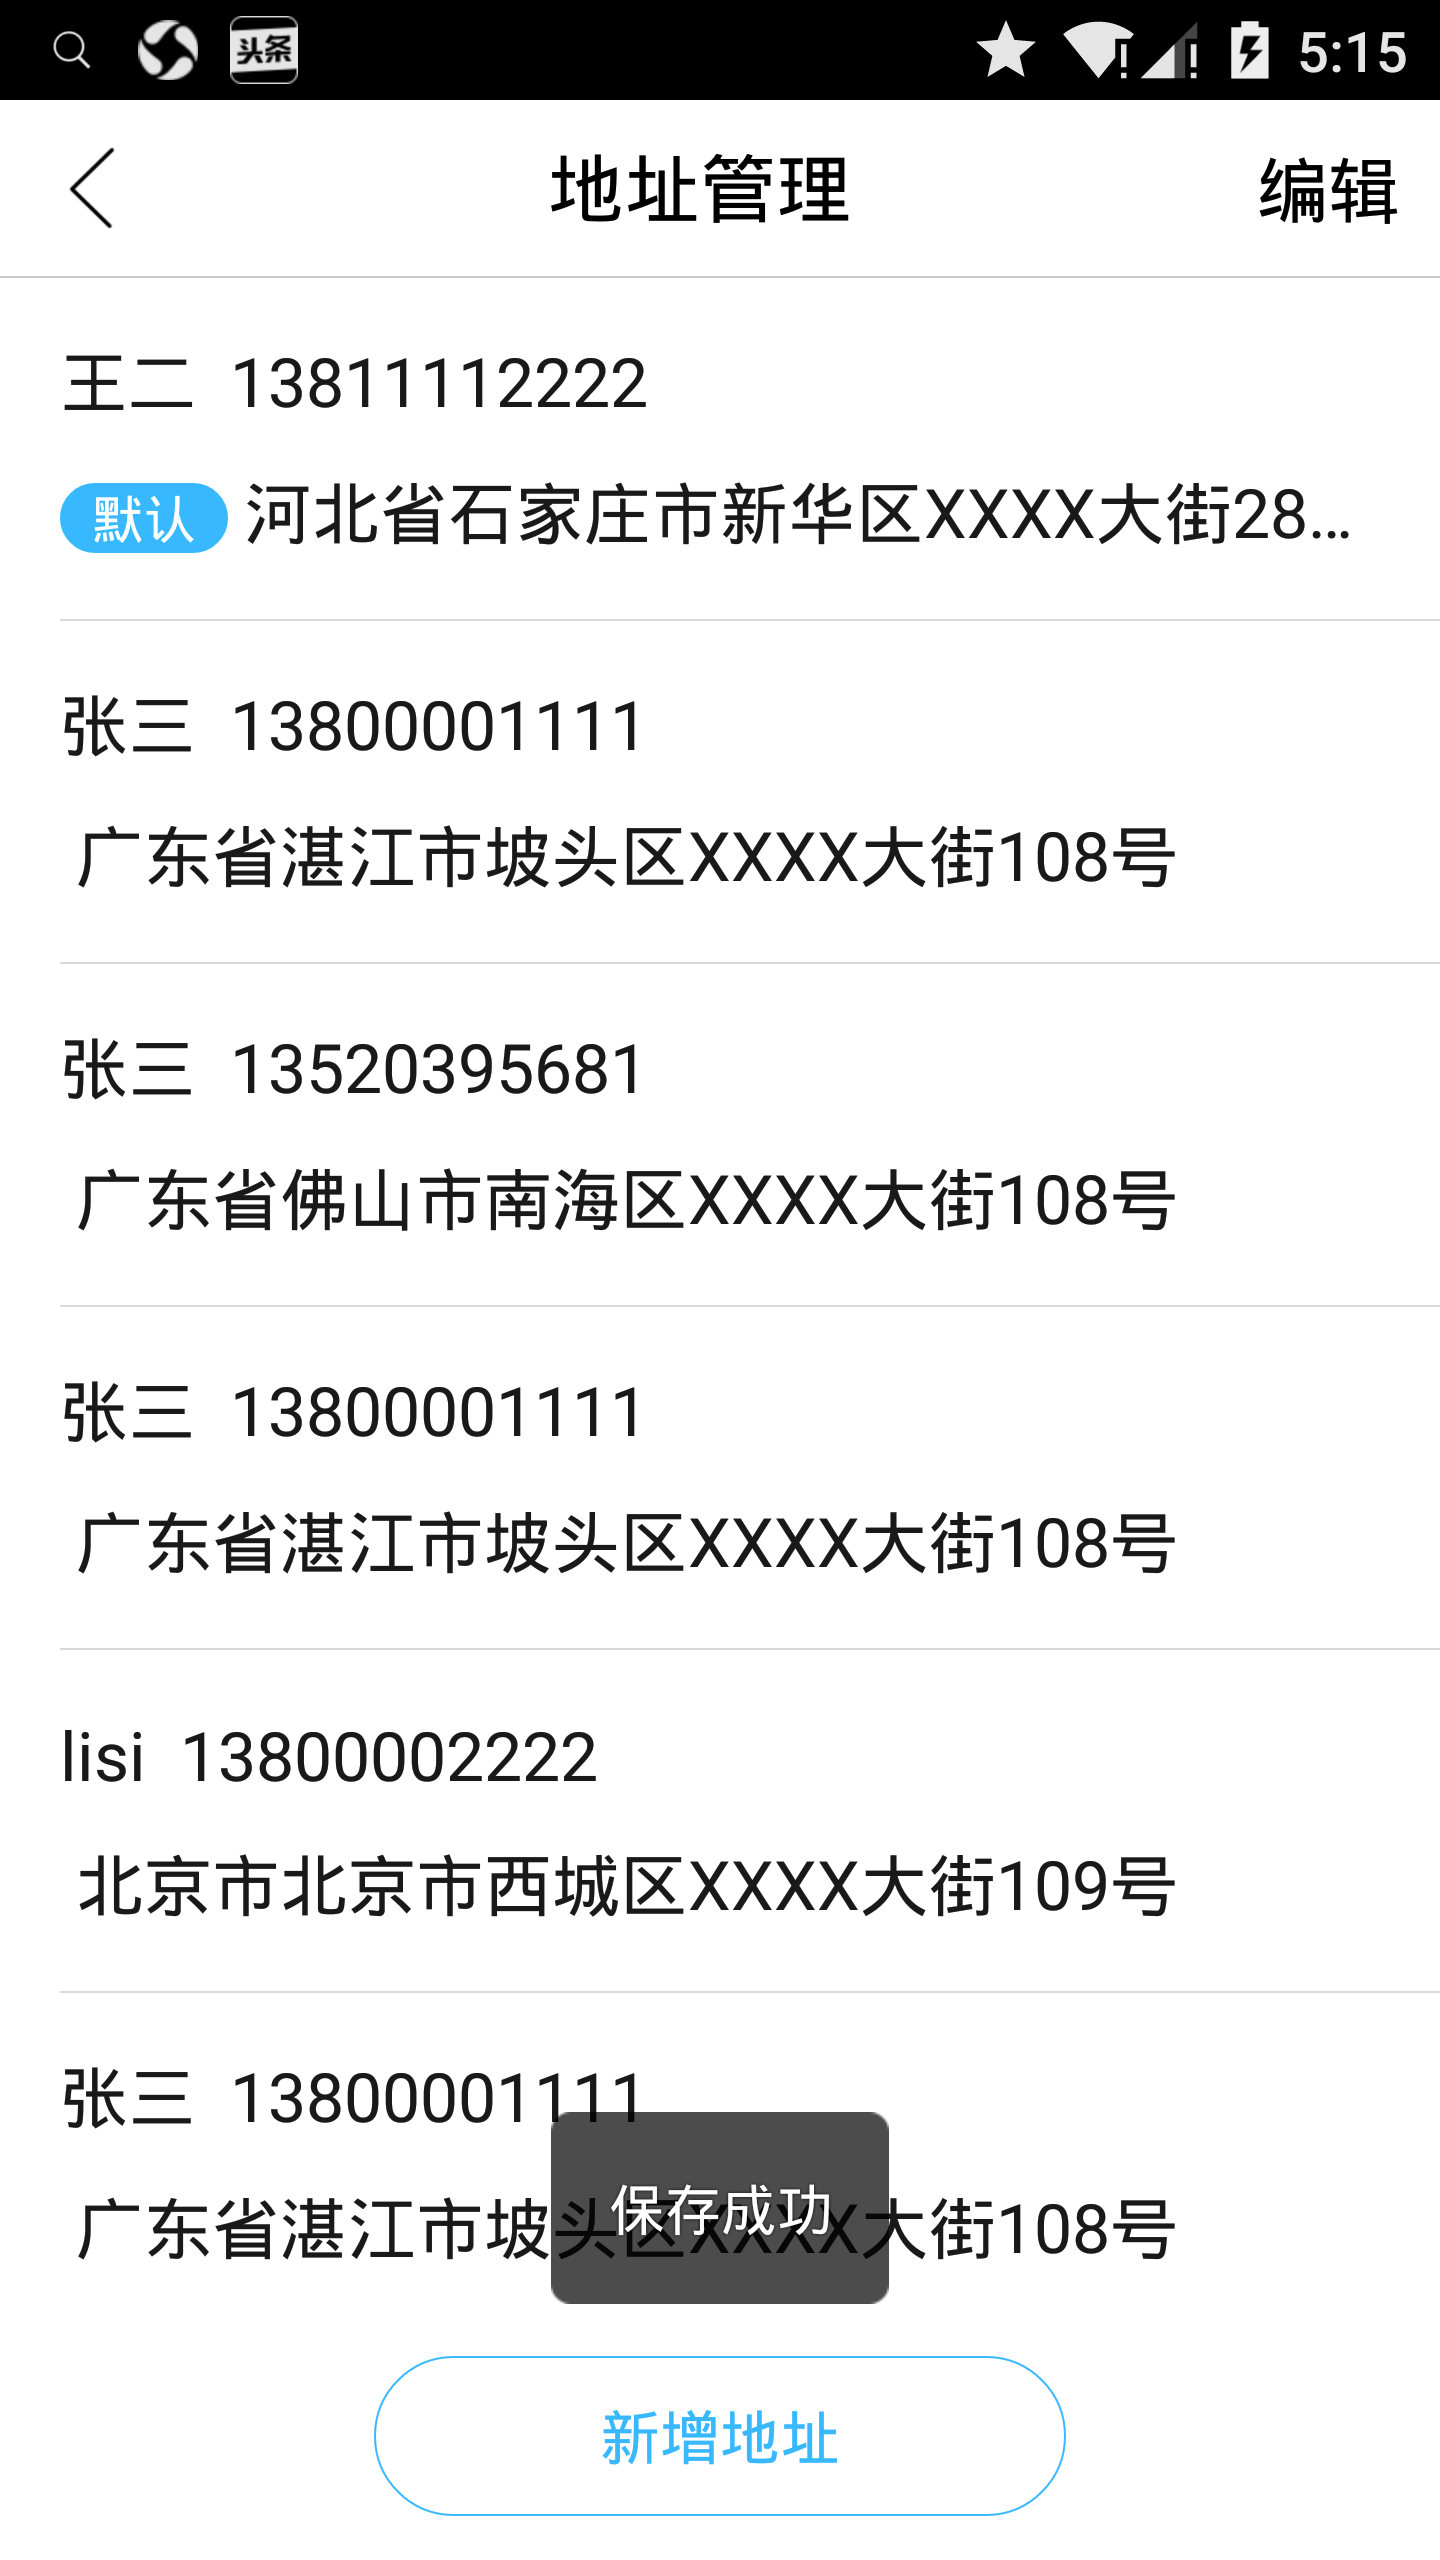 头条
5:15
地址管理
编辑
王二 13811112222
默认 河北省石家庄市新华区XXXX大街28...
张三 13800001111
广东省湛江市坡头区XXXX大街108号
张三 13520395681
广东省佛山市南海区XXXX大街108号
张三 13800001111
广东省湛江市坡头区XXXX大街108号
lisi 13800002222
北京市北京市西城区XXXX大街109号
张三 13800001111
广东省湛江市坡头区XXXX大街108号
保存成功
新增地址